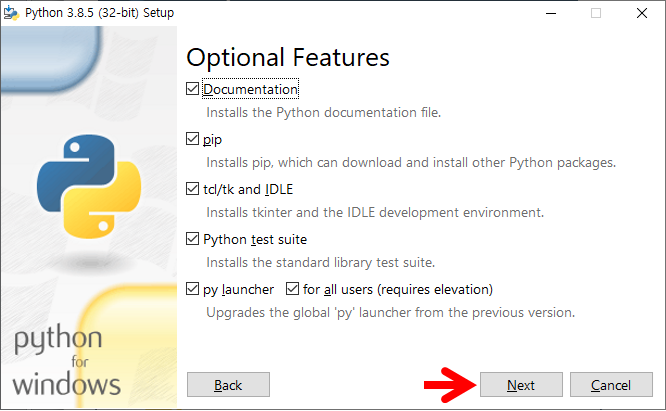 Python 3.8.5 (32-bit) Setup
Optional Features
Documentation
Installs the Python documentation file.
pip
Installs pip, which can download and install other Python packages.
tcl/tk and IDLE
Installs tkinter and the IDLE development environment.
Python test suite
Installs the standard library test suite.
py launcher for all users (requires elevation)
Upgrades the global 'py' launcher from the previous version.
python
for
windows
Back Next Cancel